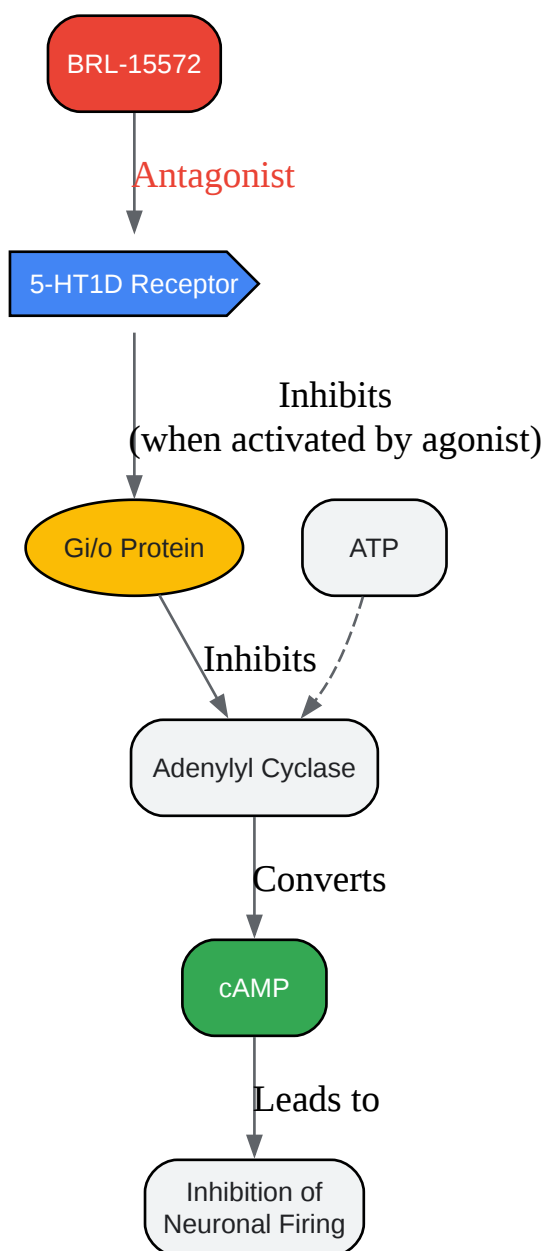 BRL-15572
Antagonist
5-HT1D Receptor
Inhibits
(when activated by agonist)
Gi/o Protein
ATP
Inhibits
Adenylyl Cyclase
Converts
cAMP
Leads to
Inhibition of
Neuronal Firing